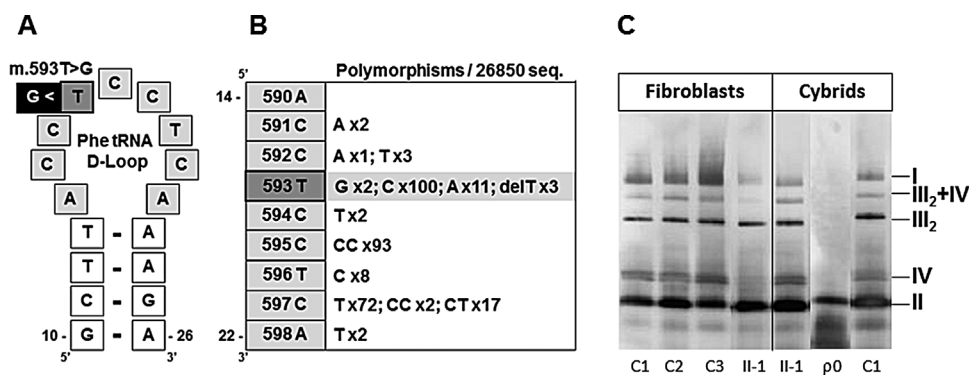 A
B
C
m.593T>G
G < T
C
C
C
T
C
Phe tRNA
D-Loop
C
C
A
A
T - A
T - A
C - G
10 - G - A - 26
5'
3'
5'
Polymorphisms / 26850 seq.
14 - 590 A
591 C A x2
592 C A x1; T x3
593 T G x2; C x100; A x11; delT x3
594 C T x2
595 C CC x93
596 T C x8
597 C T x72; CC x2; CT x17
22 - 598 A T x2
3'
Fibroblasts Cybrids
I
III2+IV
III2
IV
II
C1 C2 C3 II-1 II-1 ρ0 C1